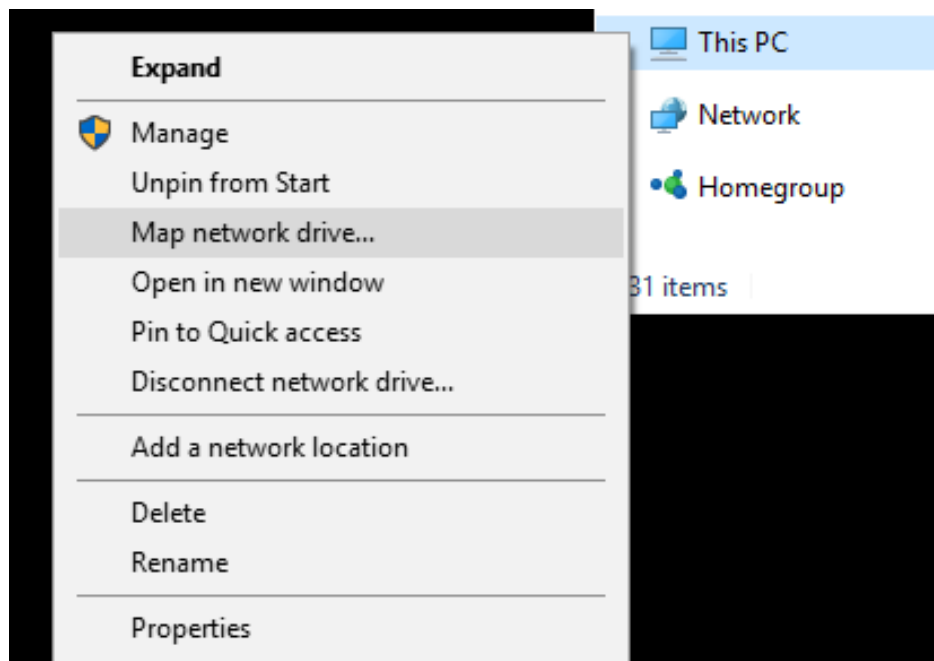 Expand
Manage
Unpin from Start
Map network drive...
Open in new window
Pin to Quick access
Disconnect network drive...
Add a network location
Delete
Rename
Properties
This PC
Network
Homegroup
31 items